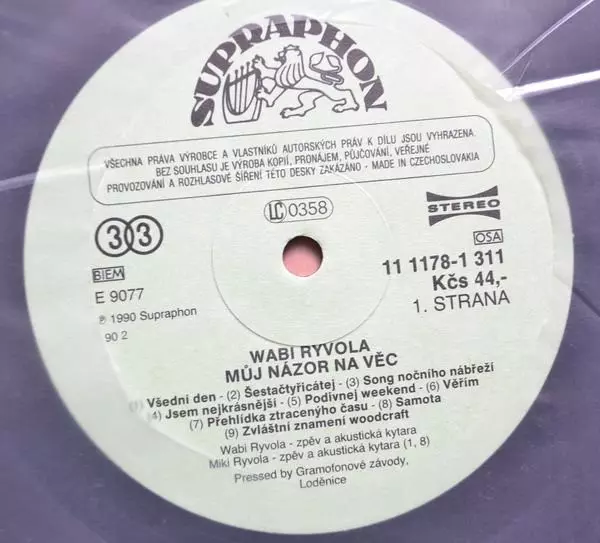 SUPRAPHON
VŠECHNA PRÁVA VÝROBCE A VLASTNÍKŮ AUTORSKÝCH PRÁV K DÍLU JSOU VYHRAZENA.
BEZ SOUHLASU JE VÝROBA KOPIÍ, PRONÁJEM, PŮJČOVÁNÍ, VEŘEJNÉ
PROVOZOVÁNÍ A ROZHLASOVÉ ŠÍŘENÍ TÉTO DESKY ZAKÁZÁNO - MADE IN CZECHOSLOVAKIA
LC 0358
33
STEREO
BIEM
OSA
E 9077
11 1178-1 311
Kčs 44,-
℗ 1990 Supraphon
1. STRANA
90 2
WABI RYVOLA
MŮJ NÁZOR NA VĚC
(1) Všední den - (2) Šestačtyřicátej - (3) Song nočního nábřeží
(4) Jsem nejkrásnější - (5) Podivnej weekend - (6) Věřím
(7) Přehlídka ztracenýho času - (8) Samota
(9) Zvláštní znamení woodcraft
Wabi Ryvola - zpěv a akustická kytara
Miki Ryvola - zpěv a akustická kytara (1, 8)
Pressed by Gramofonové závody,
Loděnice